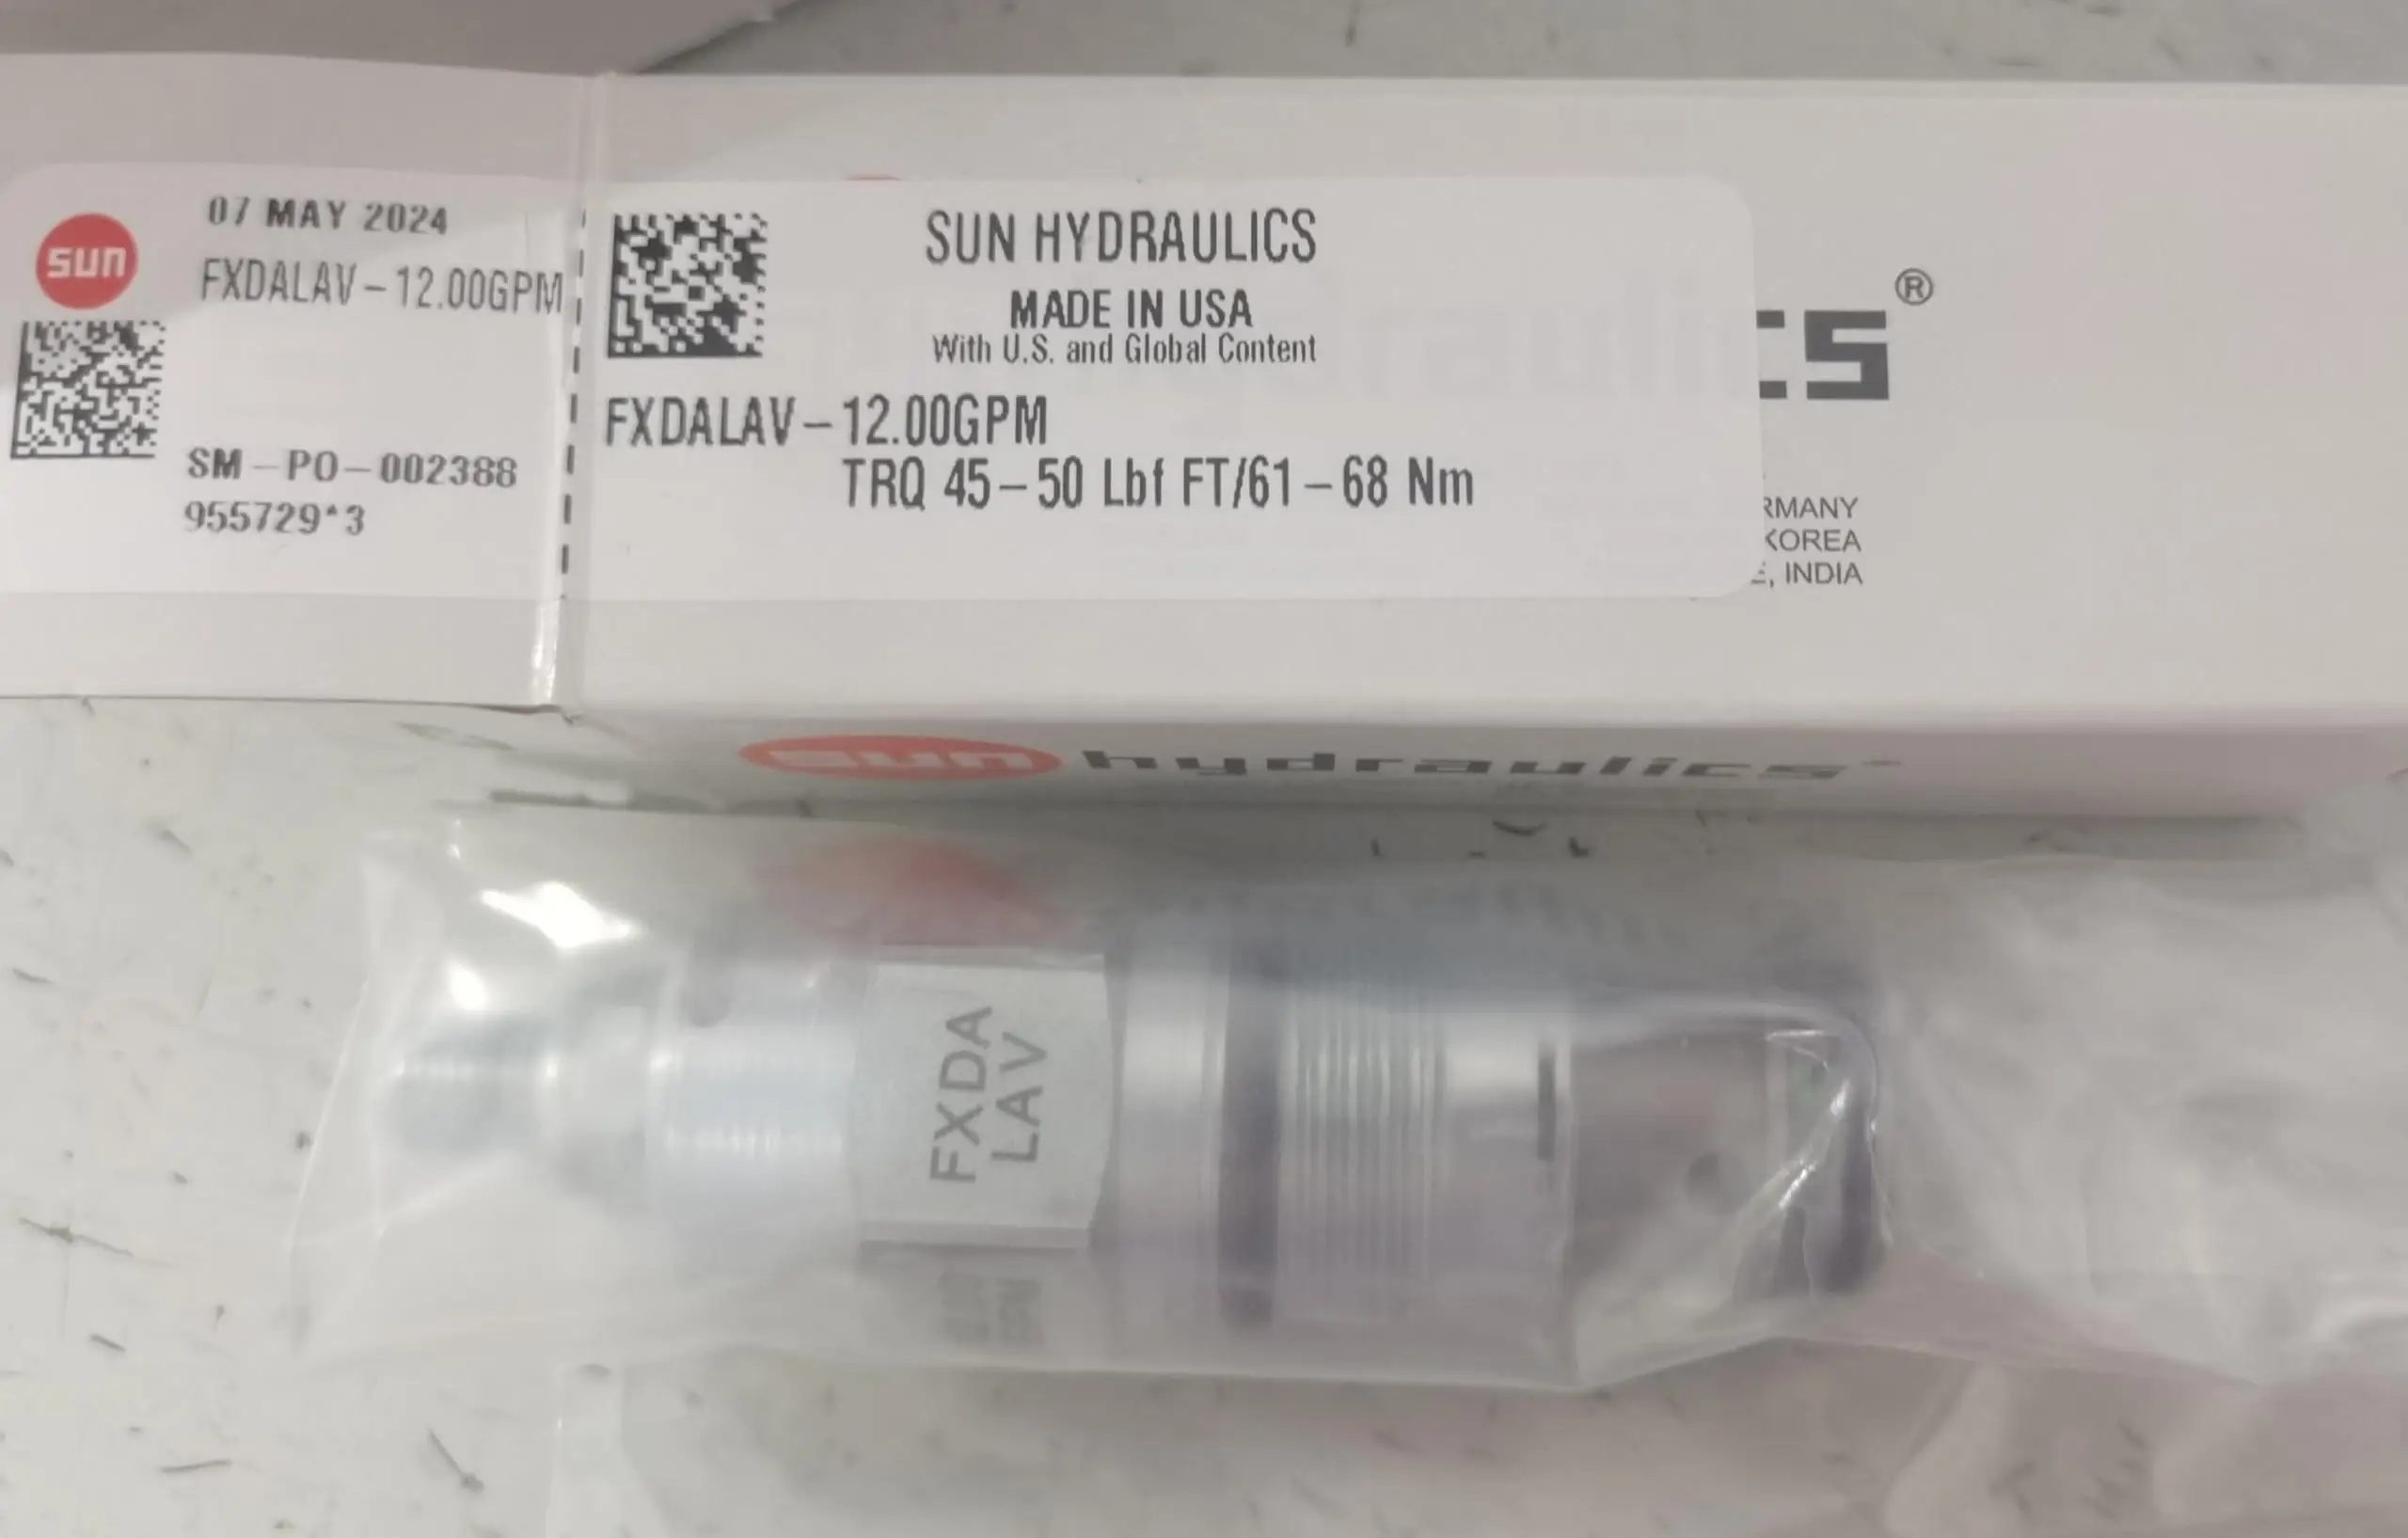 sun
07 MAY 2024
FXDALAV-12.00GPM
SM-PO-002388
955729*3
SUN HYDRAULICS
MADE IN USA
With U.S. and Global Content
FXDALAV-12.00GPM
TRQ 45-50 Lbf FT/61-68 Nm
cs®
KOREA
INDIA
sun hydraulics
FXDA
LAV